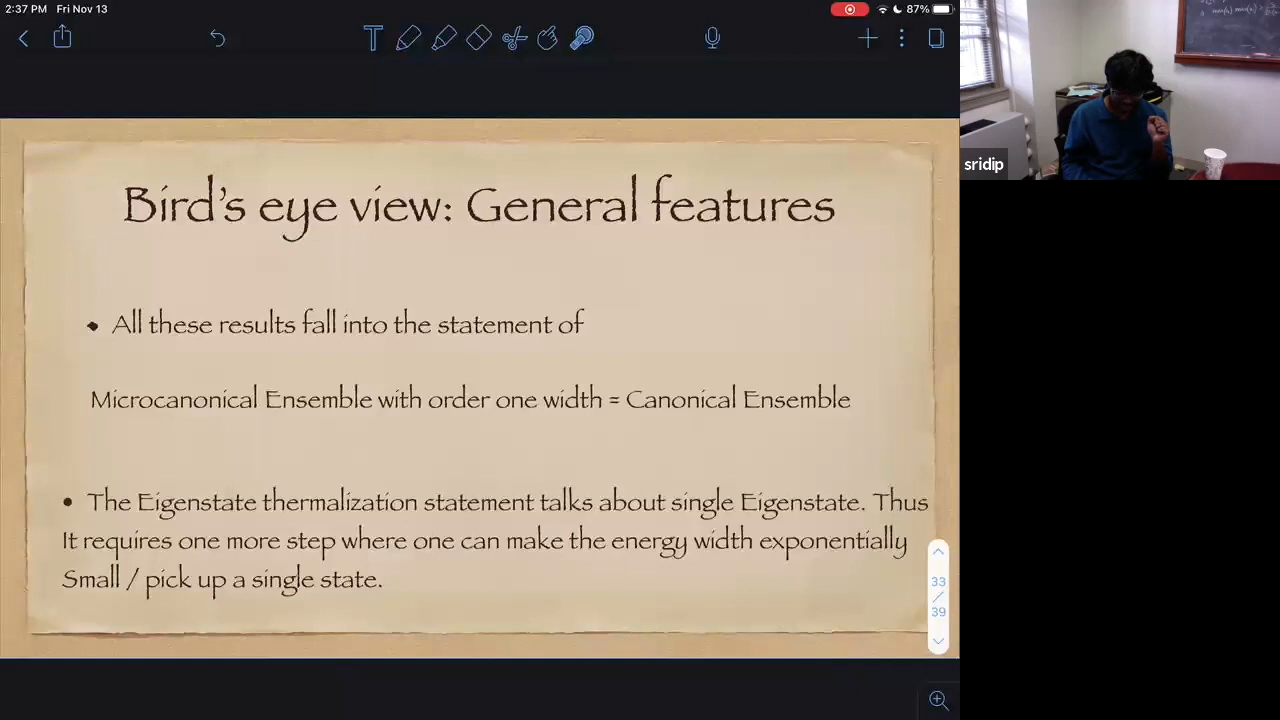 2:37 PM Fri Nov 13
87%
Bird's eye view: General features
• All these results fall into the statement of
Microcanonical Ensemble with order one width = Canonical Ensemble
• The Eigenstate thermalization statement talks about single Eigenstate. Thus
It requires one more step where one can make the energy width exponentially
Small / pick up a single state.
33
/
39
sridip